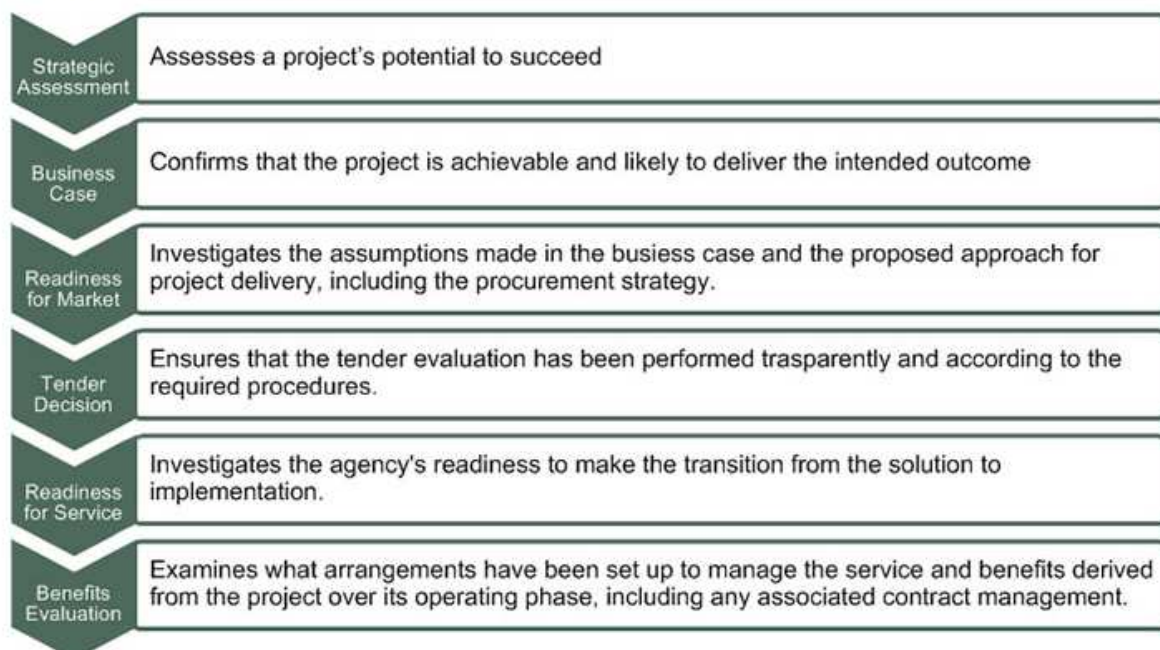 Strategic
Assessment
Assesses a project's potential to succeed
Business
Case
Confirms that the project is achievable and likely to deliver the intended outcome
Readiness
for Market
Investigates the assumptions made in the busiess case and the proposed approach for
project delivery, including the procurement strategy.
Tender
Decision
Ensures that the tender evaluation has been performed trasparently and according to the
required procedures.
Readiness
for Service
Investigates the agency's readiness to make the transition from the solution to
implementation.
Benefits
Evaluation
Examines what arrangements have been set up to manage the service and benefits derived
from the project over its operating phase, including any associated contract management.